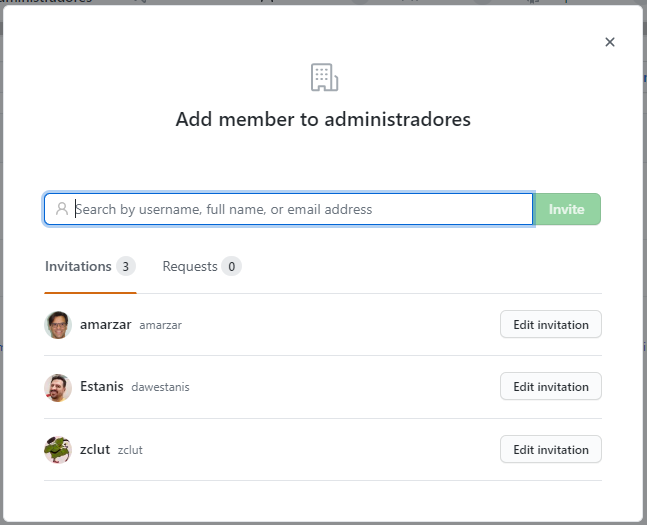 Add member to administradores
Search by username, full name, or email address
Invite
Invitations 3 Requests 0
amarzar amarzar Edit invitation
Estanis dawestanis Edit invitation
zclut zclut Edit invitation